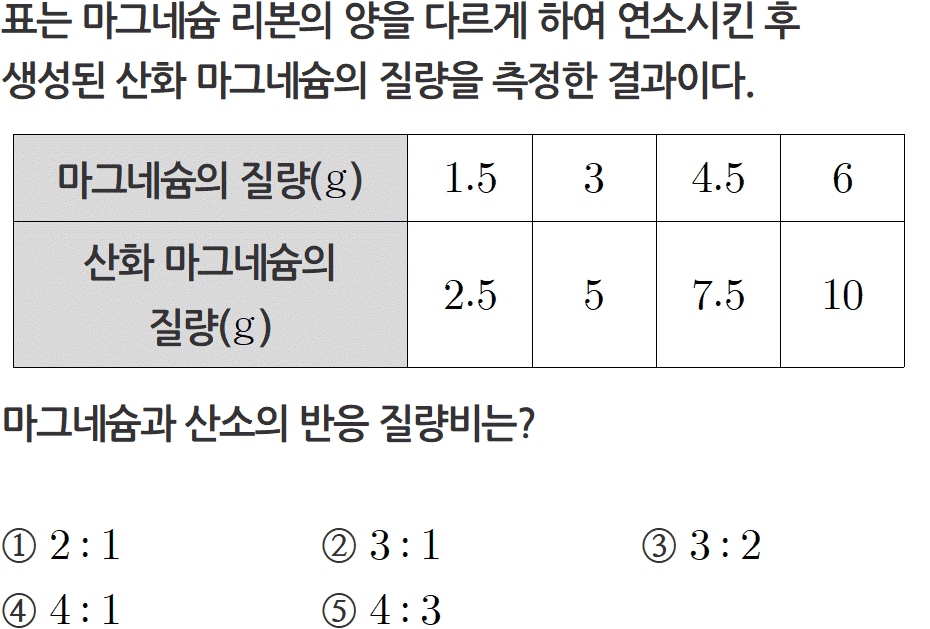 표는 마그네슘 리본의 양을 다르게 하여 연소시킨 후
생성된 산화 마그네슘의 질량을 측정한 결과이다.
마그네슘의 질량(g) 1.5 3 4.5 6
산화 마그네슘의
질량(g) 2.5 5 7.5 10
마그네슘과 산소의 반응 질량비는?
① 2 : 1 ② 3 : 1 ③ 3 : 2
④ 4 : 1 ⑤ 4 : 3